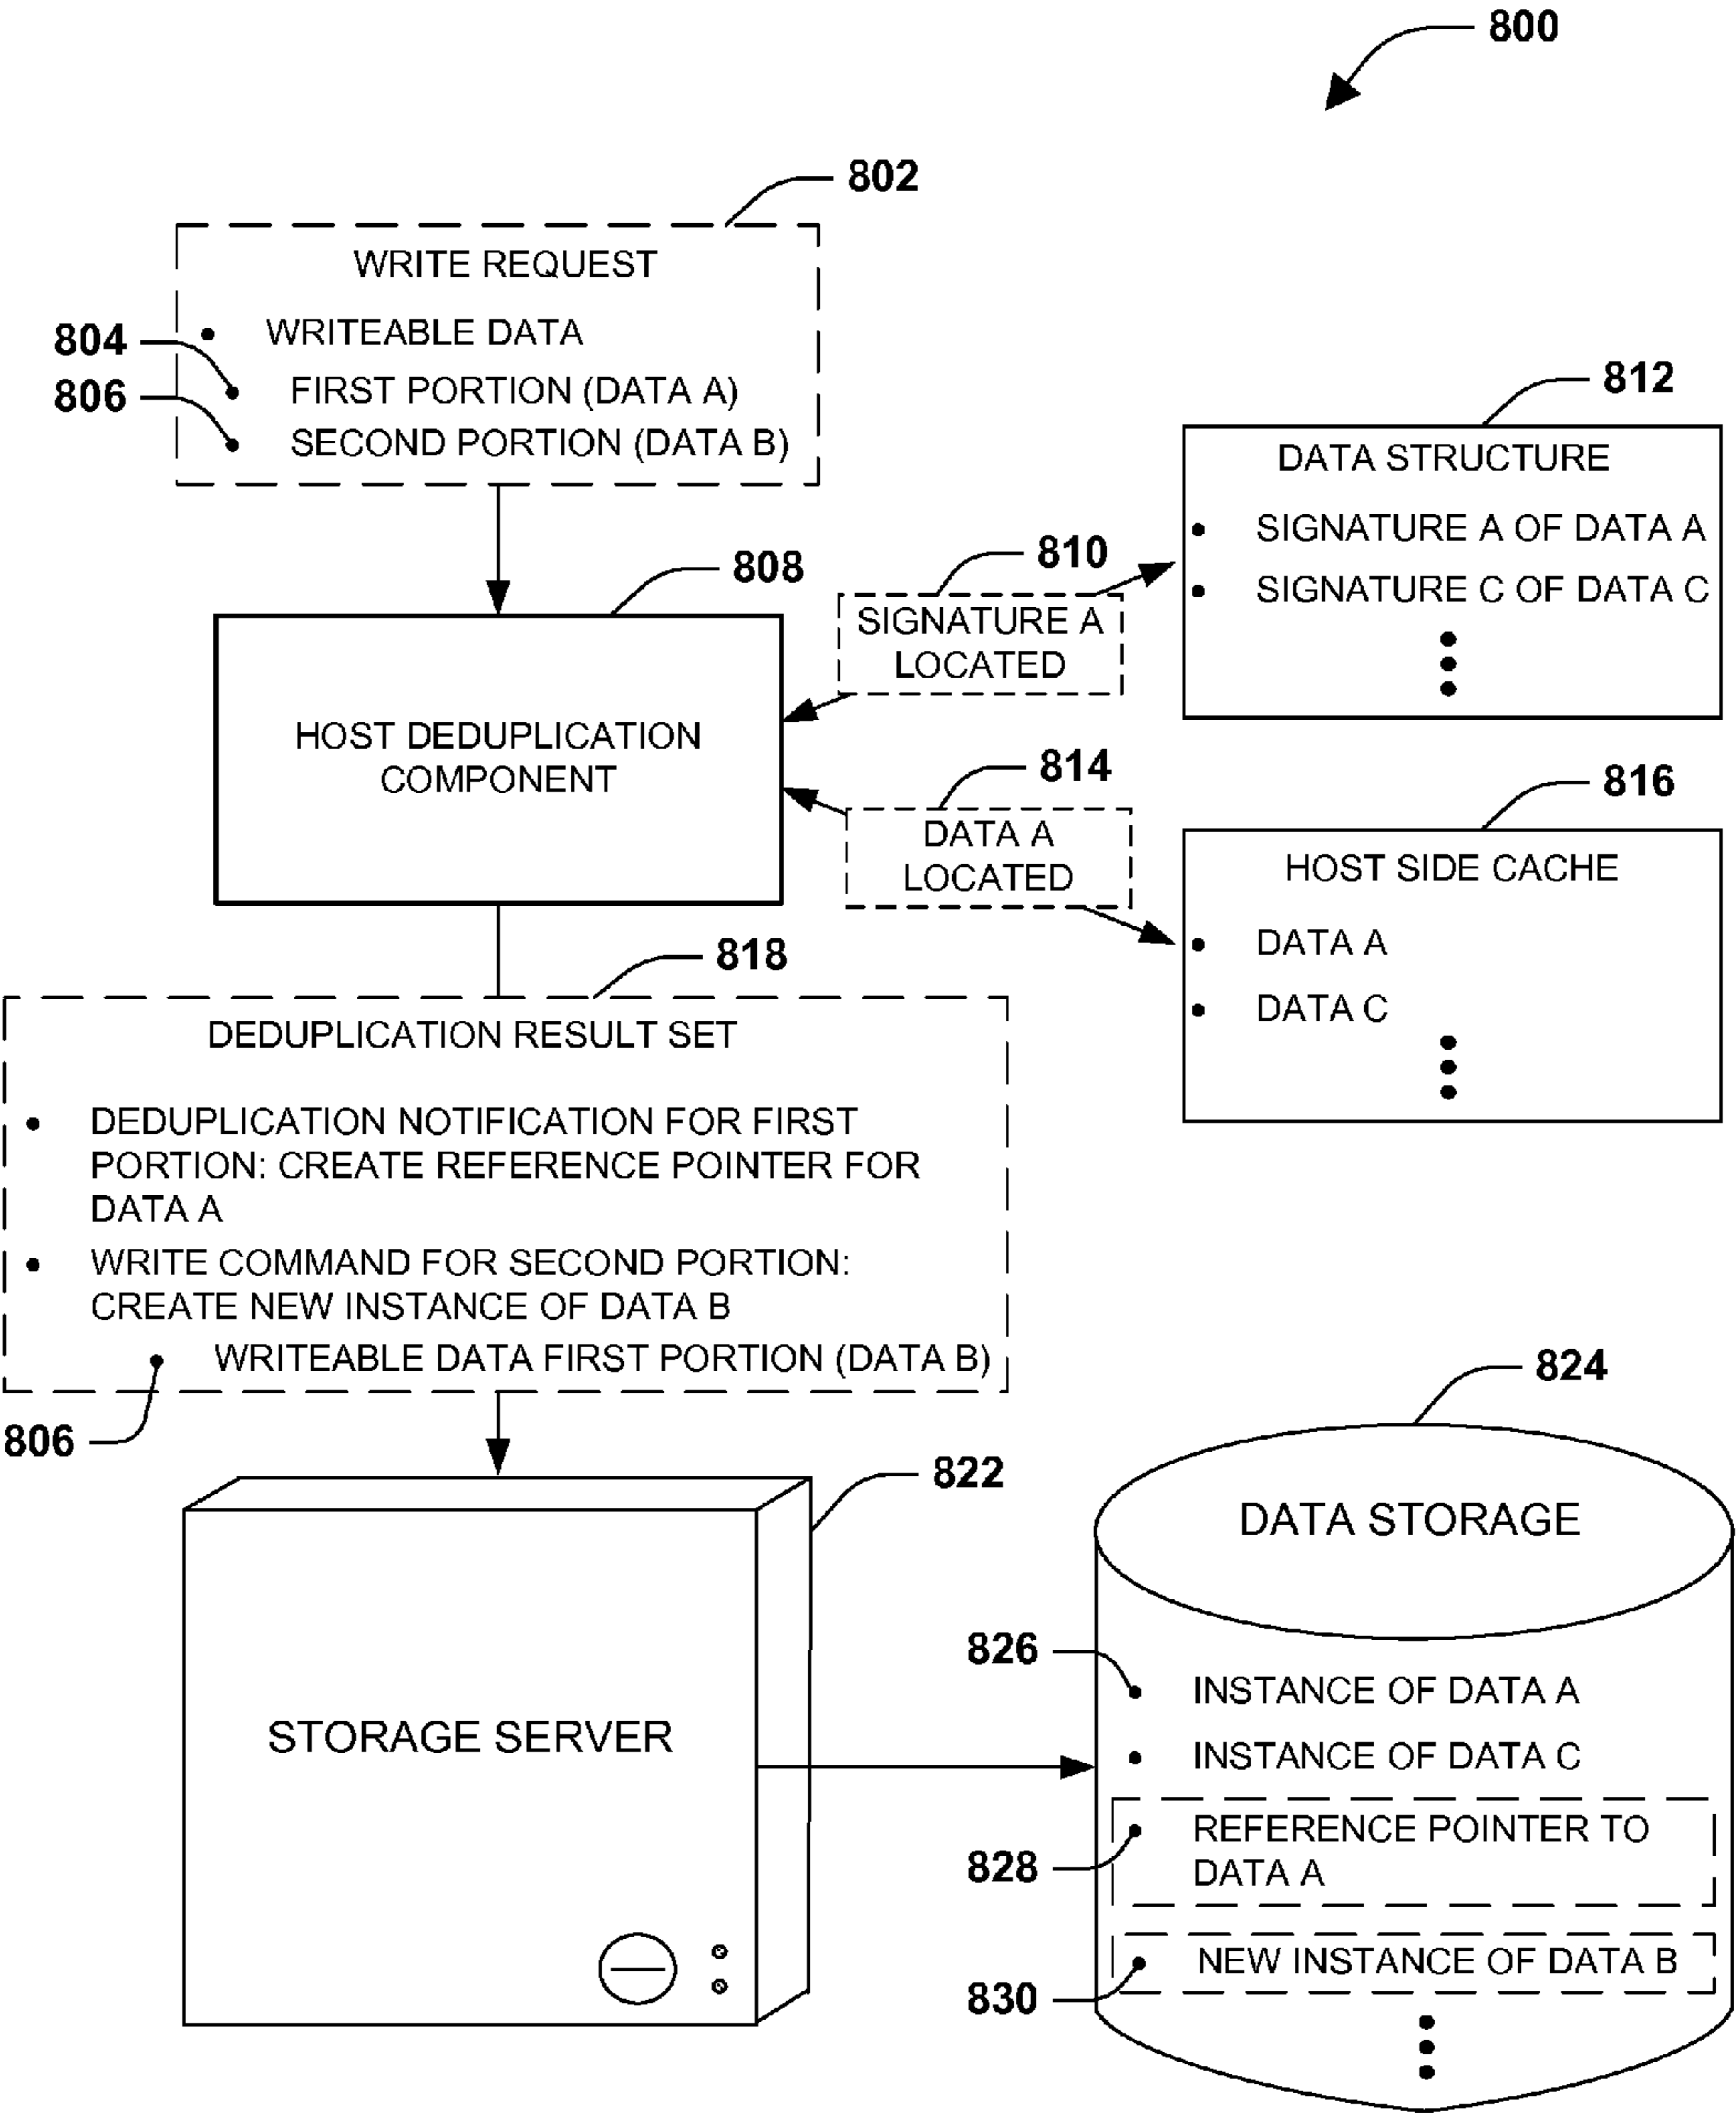 800
802
WRITE REQUEST
WRITEABLE DATA
804
FIRST PORTION (DATA A)
806
SECOND PORTION (DATA B)
812
DATA STRUCTURE
SIGNATURE A OF DATA A
SIGNATURE C OF DATA C
810
SIGNATURE A
LOCATED
808
HOST DEDUPLICATION
COMPONENT
814
DATA A
LOCATED
816
HOST SIDE CACHE
DATA A
DATA C
818
DEDUPLICATION RESULT SET
DEDUPLICATION NOTIFICATION FOR FIRST
PORTION: CREATE REFERENCE POINTER FOR
DATA A
WRITE COMMAND FOR SECOND PORTION:
CREATE NEW INSTANCE OF DATA B
WRITEABLE DATA FIRST PORTION (DATA B)
806
822
STORAGE SERVER
824
DATA STORAGE
826
INSTANCE OF DATA A
INSTANCE OF DATA C
828
REFERENCE POINTER TO
DATA A
830
NEW INSTANCE OF DATA B